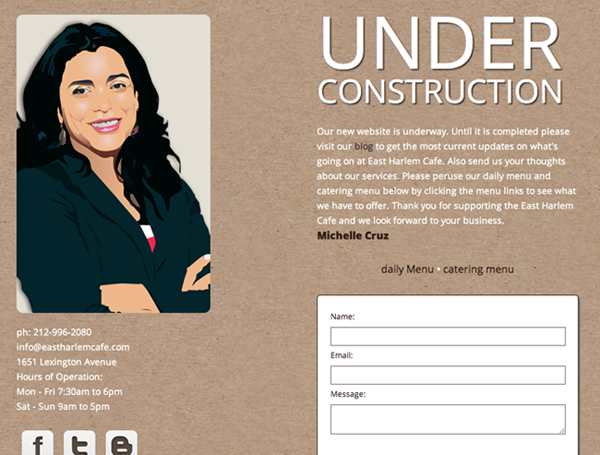 UNDER
CONSTRUCTION
Our new website is underway. Until it is completed please
visit our blog to get the most current updates on what's
going on at East Harlem Cafe. Also send us your thoughts
about our services. Please peruse our daily menu and
catering menu below by clicking the menu links to see what
we have to offer. Thank you for supporting the East Harlem
Cafe and we look forward to your business.
Michelle Cruz
daily Menu • catering menu
ph: 212-996-2080
info@eastharlemcafe.com
1651 Lexington Avenue
Hours of Operation:
Mon - Fri 7:30am to 6pm
Sat - Sun 9am to 5pm
Name:
Email:
Message: